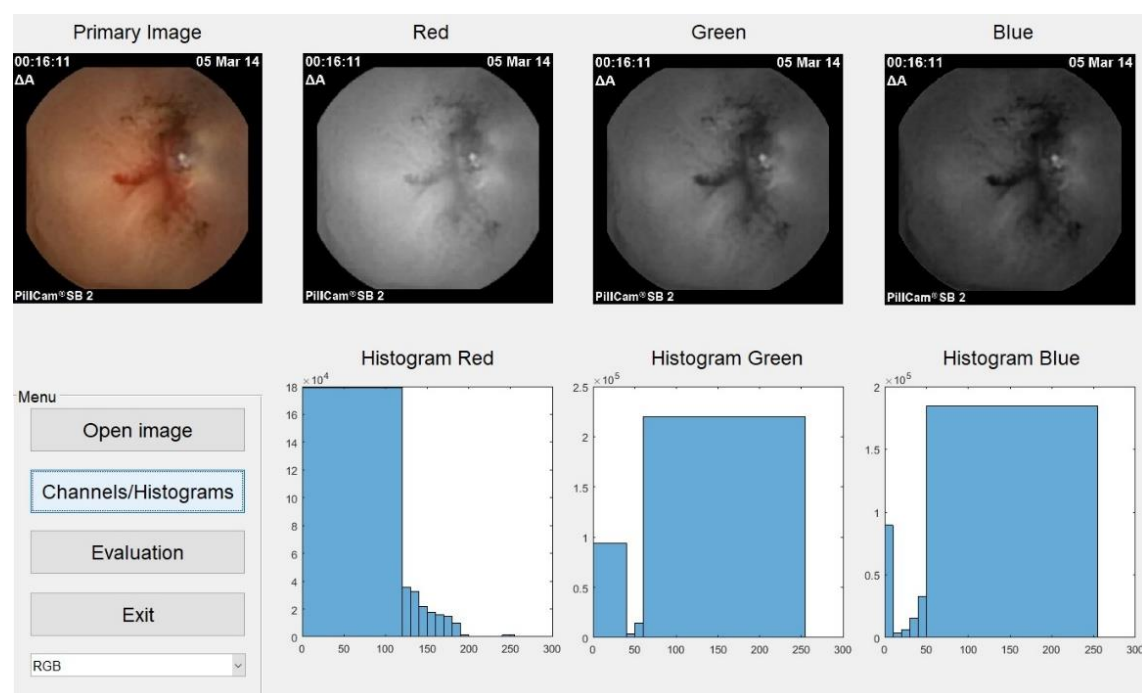 Primary Image
Red
Green
Blue
00:16:11 05 Mar 14
ΔA
PillCam®SB 2
00:16:11 05 Mar 14
ΔA
PillCam®SB 2
00:16:11 05 Mar 14
ΔA
PillCam®SB 2
00:16:11 05 Mar 14
ΔA
PillCam®SB 2
Menu
Open image
Channels/Histograms
Evaluation
Exit
RGB
Histogram Red
×10⁴
18
16
14
12
10
8
6
4
2
0
0 50 100 150 200 250 300
Histogram Green
×10⁵
2.5
2
1.5
1
0.5
0
0 50 100 150 200 250 300
Histogram Blue
×10⁵
2
1.5
1
0.5
0
0 50 100 150 200 250 300